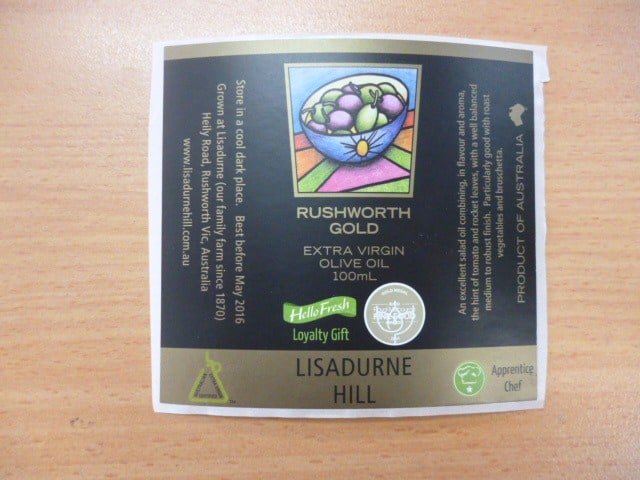 Store in a cool dark place. Best before May 2016
Grown at Lisadurne (our family farm since 1870)
Heily Road, Rushworth Vic, Australia
www.lisadurnehill.com.au
RUSHWORTH
GOLD
EXTRA VIRGIN
OLIVE OIL
100mL
HelloFresh
Loyalty Gift
LISADURNE
HILL
An excellent salad oil combining, in flavour and aroma,
the hint of tomato and rocket leaves, with a well balanced
medium to robust finish. Particularly good with roast
vegetables and bruschetta.
PRODUCT OF AUSTRALIA
Apprentice
Chef